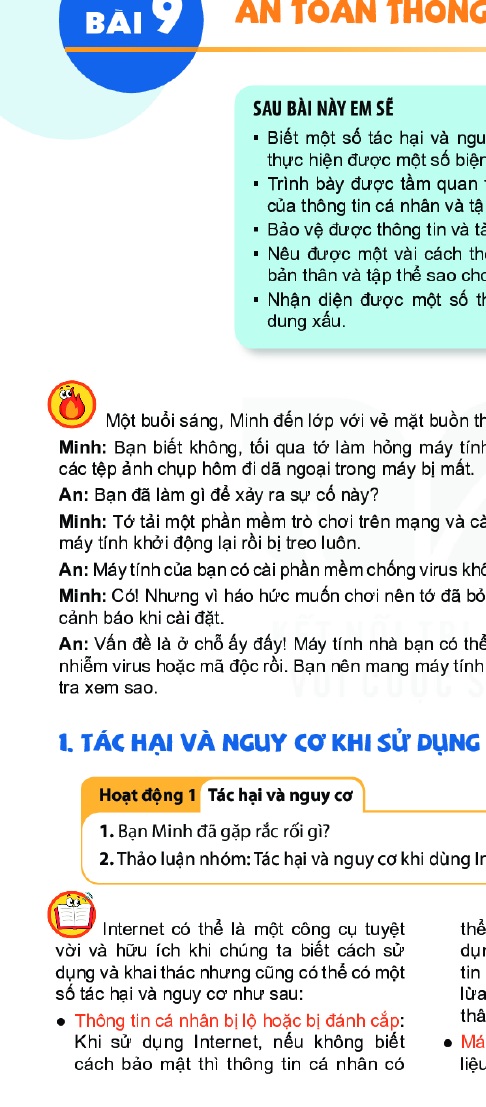 BÀI 9
AN TOÀN THÔNG
SAU BÀI NÀY EM SẼ
▪ Biết một số tác hại và ngu
thực hiện được một số biện
▪ Trình bày được tầm quan
của thông tin cá nhân và tậ
▪ Bảo vệ được thông tin và tà
▪ Nêu được một vài cách th
bản thân và tập thể sao cho
▪ Nhận diện được một số th
dung xấu.
Một buổi sáng, Minh đến lớp với vẻ mặt buồn th
Minh: Bạn biết không, tối qua tớ làm hỏng máy tính
các tệp ảnh chụp hôm đi dã ngoại trong máy bị mất.
An: Bạn đã làm gì để xảy ra sự cố này?
Minh: Tớ tải một phần mềm trò chơi trên mạng và cà
máy tính khởi động lại rồi bị treo luôn.
An: Máy tính của bạn có cài phần mềm chống virus khô
Minh: Có! Nhưng vì háo hức muốn chơi nên tớ đã bỏ
cảnh báo khi cài đặt.
An: Vấn đề là ở chỗ ấy đấy! Máy tính nhà bạn có thể
nhiễm virus hoặc mã độc rồi. Bạn nên mang máy tính
tra xem sao.
1. TÁC HẠI VÀ NGUY CƠ KHI SỬ DỤNG
Hoạt động 1 Tác hại và nguy cơ
1. Bạn Minh đã gặp rắc rối gì?
2. Thảo luận nhóm: Tác hại và nguy cơ khi dùng In
Internet có thể là một công cụ tuyệt
vời và hữu ích khi chúng ta biết cách sử
dụng và khai thác nhưng cũng có thể có một
số tác hại và nguy cơ như sau:
● Thông tin cá nhân bị lộ hoặc bị đánh cắp:
Khi sử dụng Internet, nếu không biết
cách bảo mật thì thông tin cá nhân có
thể
dụn
tin
lừa
thâ
● Má
liệu